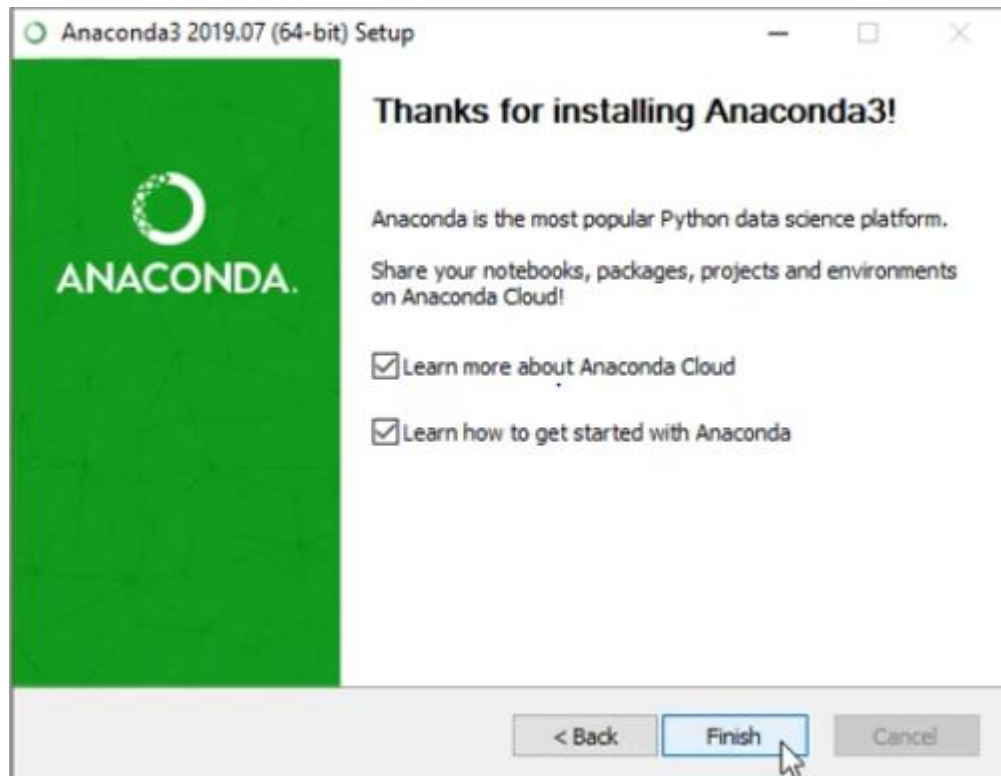 Anaconda3 2019.07 (64-bit) Setup
Thanks for installing Anaconda3!
ANACONDA.
Anaconda is the most popular Python data science platform.
Share your notebooks, packages, projects and environments
on Anaconda Cloud!
Learn more about Anaconda Cloud
Learn how to get started with Anaconda
< Back
Finish
Cancel